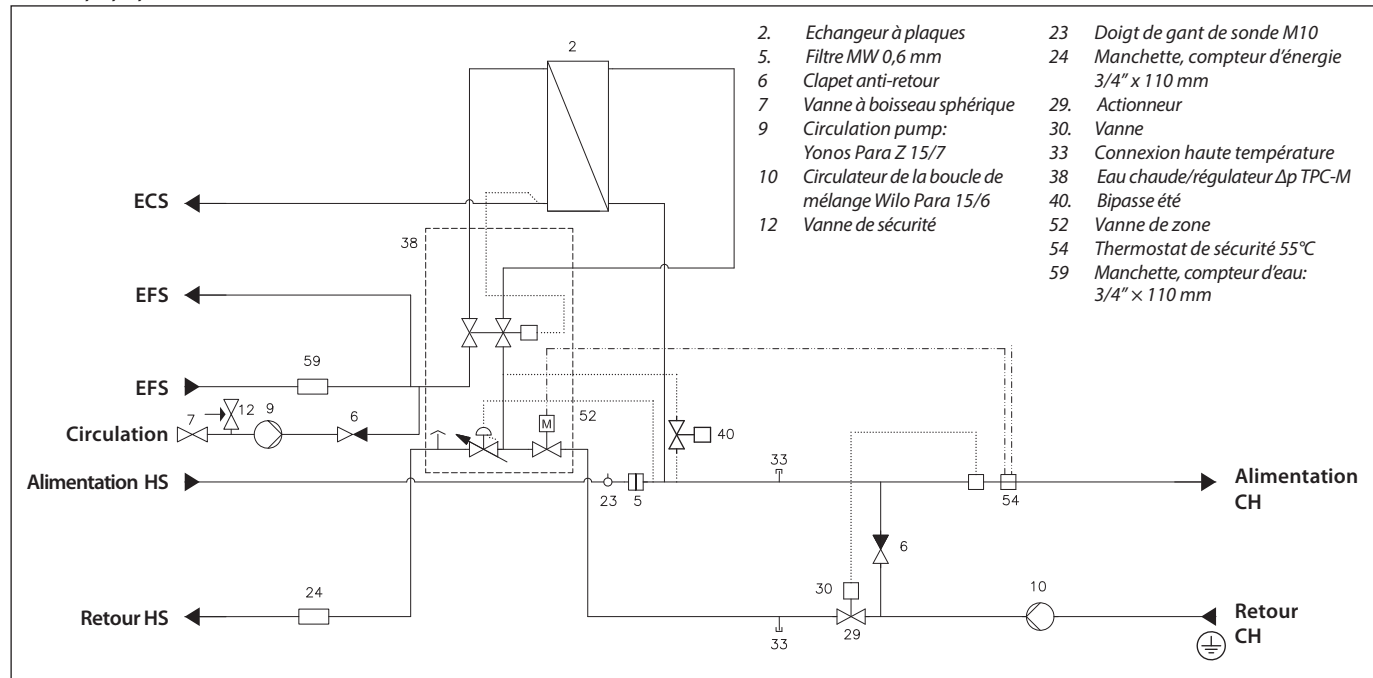 2. Echangeur à plaques
5. Filtre MW 0,6 mm
6 Clapet anti-retour
7 Vanne à boisseau sphérique
9 Circulation pump:
Yonos Para Z 15/7
10 Circulateur de la boucle de
mélange Wilo Para 15/6
12 Vanne de sécurité
23 Doigt de gant de sonde M10
24 Manchette, compteur d'énergie
3/4" x 110 mm
29. Actionneur
30. Vanne
33 Connexion haute température
38 Eau chaude/régulateur Δp TPC-M
40. Bipasse été
52 Vanne de zone
54 Thermostat de sécurité 55°C
59 Manchette, compteur d'eau:
3/4" × 110 mm
2
ECS
38
EFS
EFS
59
12
7
9
6
Circulation
M
52
40
Alimentation HS
23
5
33
54
Alimentation
CH
6
Retour HS
24
33
30
29
10
Retour
CH